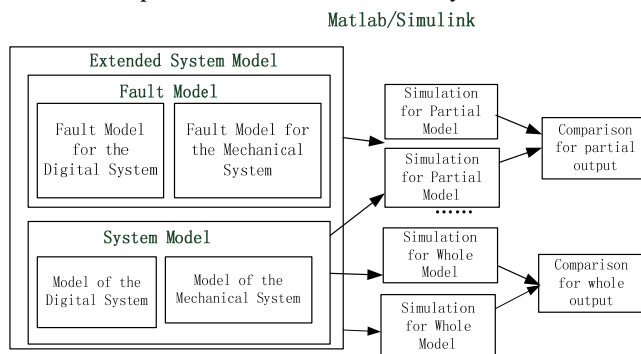 Matlab/Simulink
Extended System Model
Fault Model
Fault Model
for the
Digital System
Fault Model for
the Mechanical
System
System Model
Model of the
Digital System
Model of the
Mechanical System
Simulation
for Partial
Model
Simulation
for Partial
Model
......
Simulation
for Whole
Model
Simulation
for Whole
Model
Comparison
for partial
output
Comparison
for whole
output